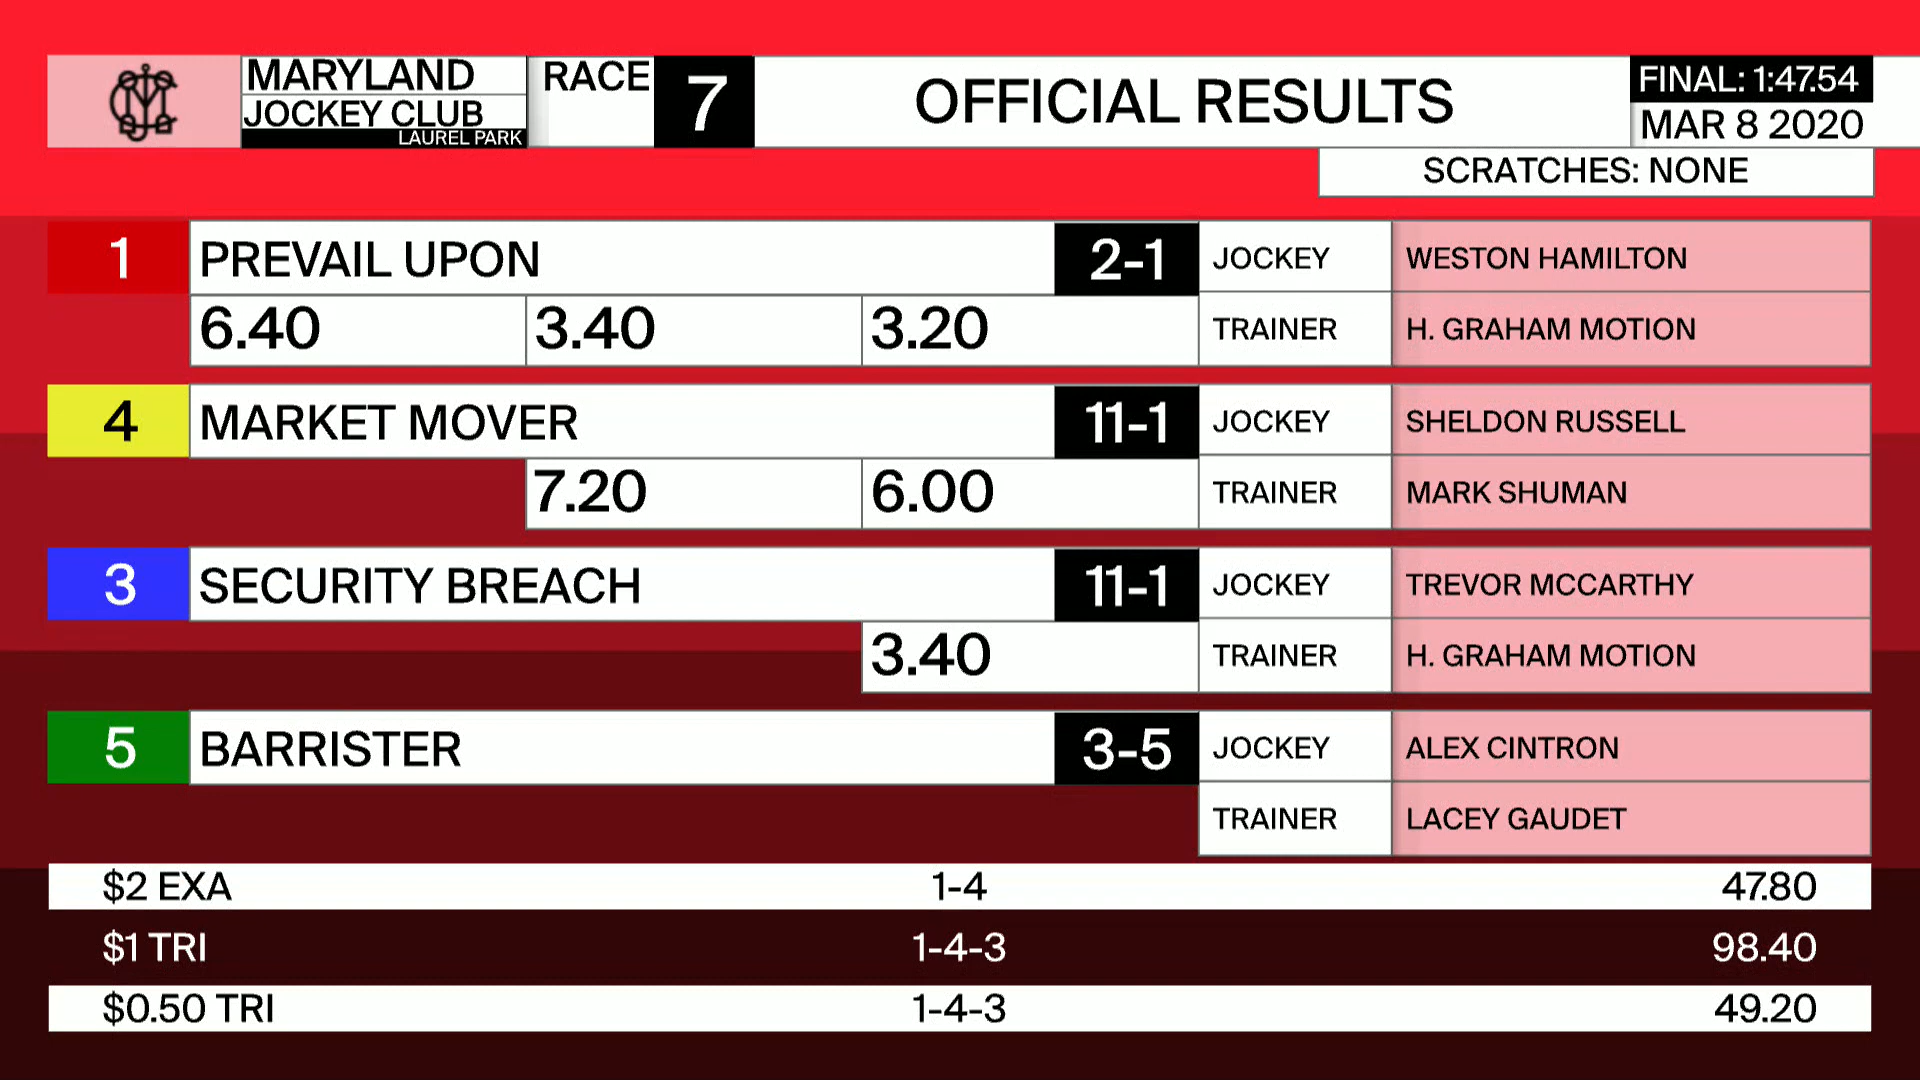 MARYLAND
JOCKEY CLUB
LAUREL PARK
RACE 7
OFFICIAL RESULTS
FINAL: 1:47.54
MAR 8 2020
SCRATCHES: NONE
1 PREVAIL UPON 2-1 JOCKEY WESTON HAMILTON
6.40 3.40 3.20 TRAINER H. GRAHAM MOTION
4 MARKET MOVER 11-1 JOCKEY SHELDON RUSSELL
7.20 6.00 TRAINER MARK SHUMAN
3 SECURITY BREACH 11-1 JOCKEY TREVOR MCCARTHY
3.40 TRAINER H. GRAHAM MOTION
5 BARRISTER 3-5 JOCKEY ALEX CINTRON
TRAINER LACEY GAUDET
$2 EXA 1-4 47.80
$1 TRI 1-4-3 98.40
$0.50 TRI 1-4-3 49.20